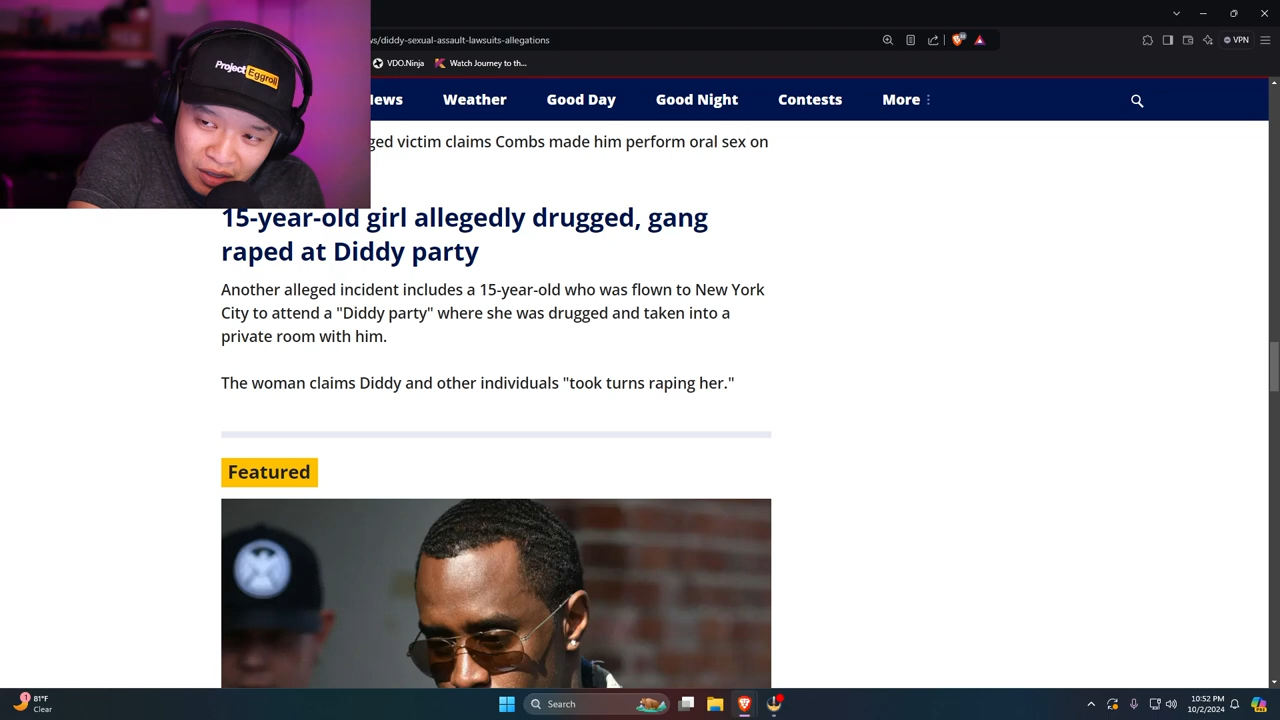 Project Eggroll
ws/diddy-sexual-assault-lawsuits-allegations
VPN
VDO.Ninja
Watch Journey to th...
News
Weather
Good Day
Good Night
Contests
More
ged victim claims Combs made him perform oral sex on
15-year-old girl allegedly drugged, gang
raped at Diddy party
Another alleged incident includes a 15-year-old who was flown to New York
City to attend a "Diddy party" where she was drugged and taken into a
private room with him.
The woman claims Diddy and other individuals "took turns raping her."
Featured
1
81°F
Clear
Search
10:52 PM
10/2/2024